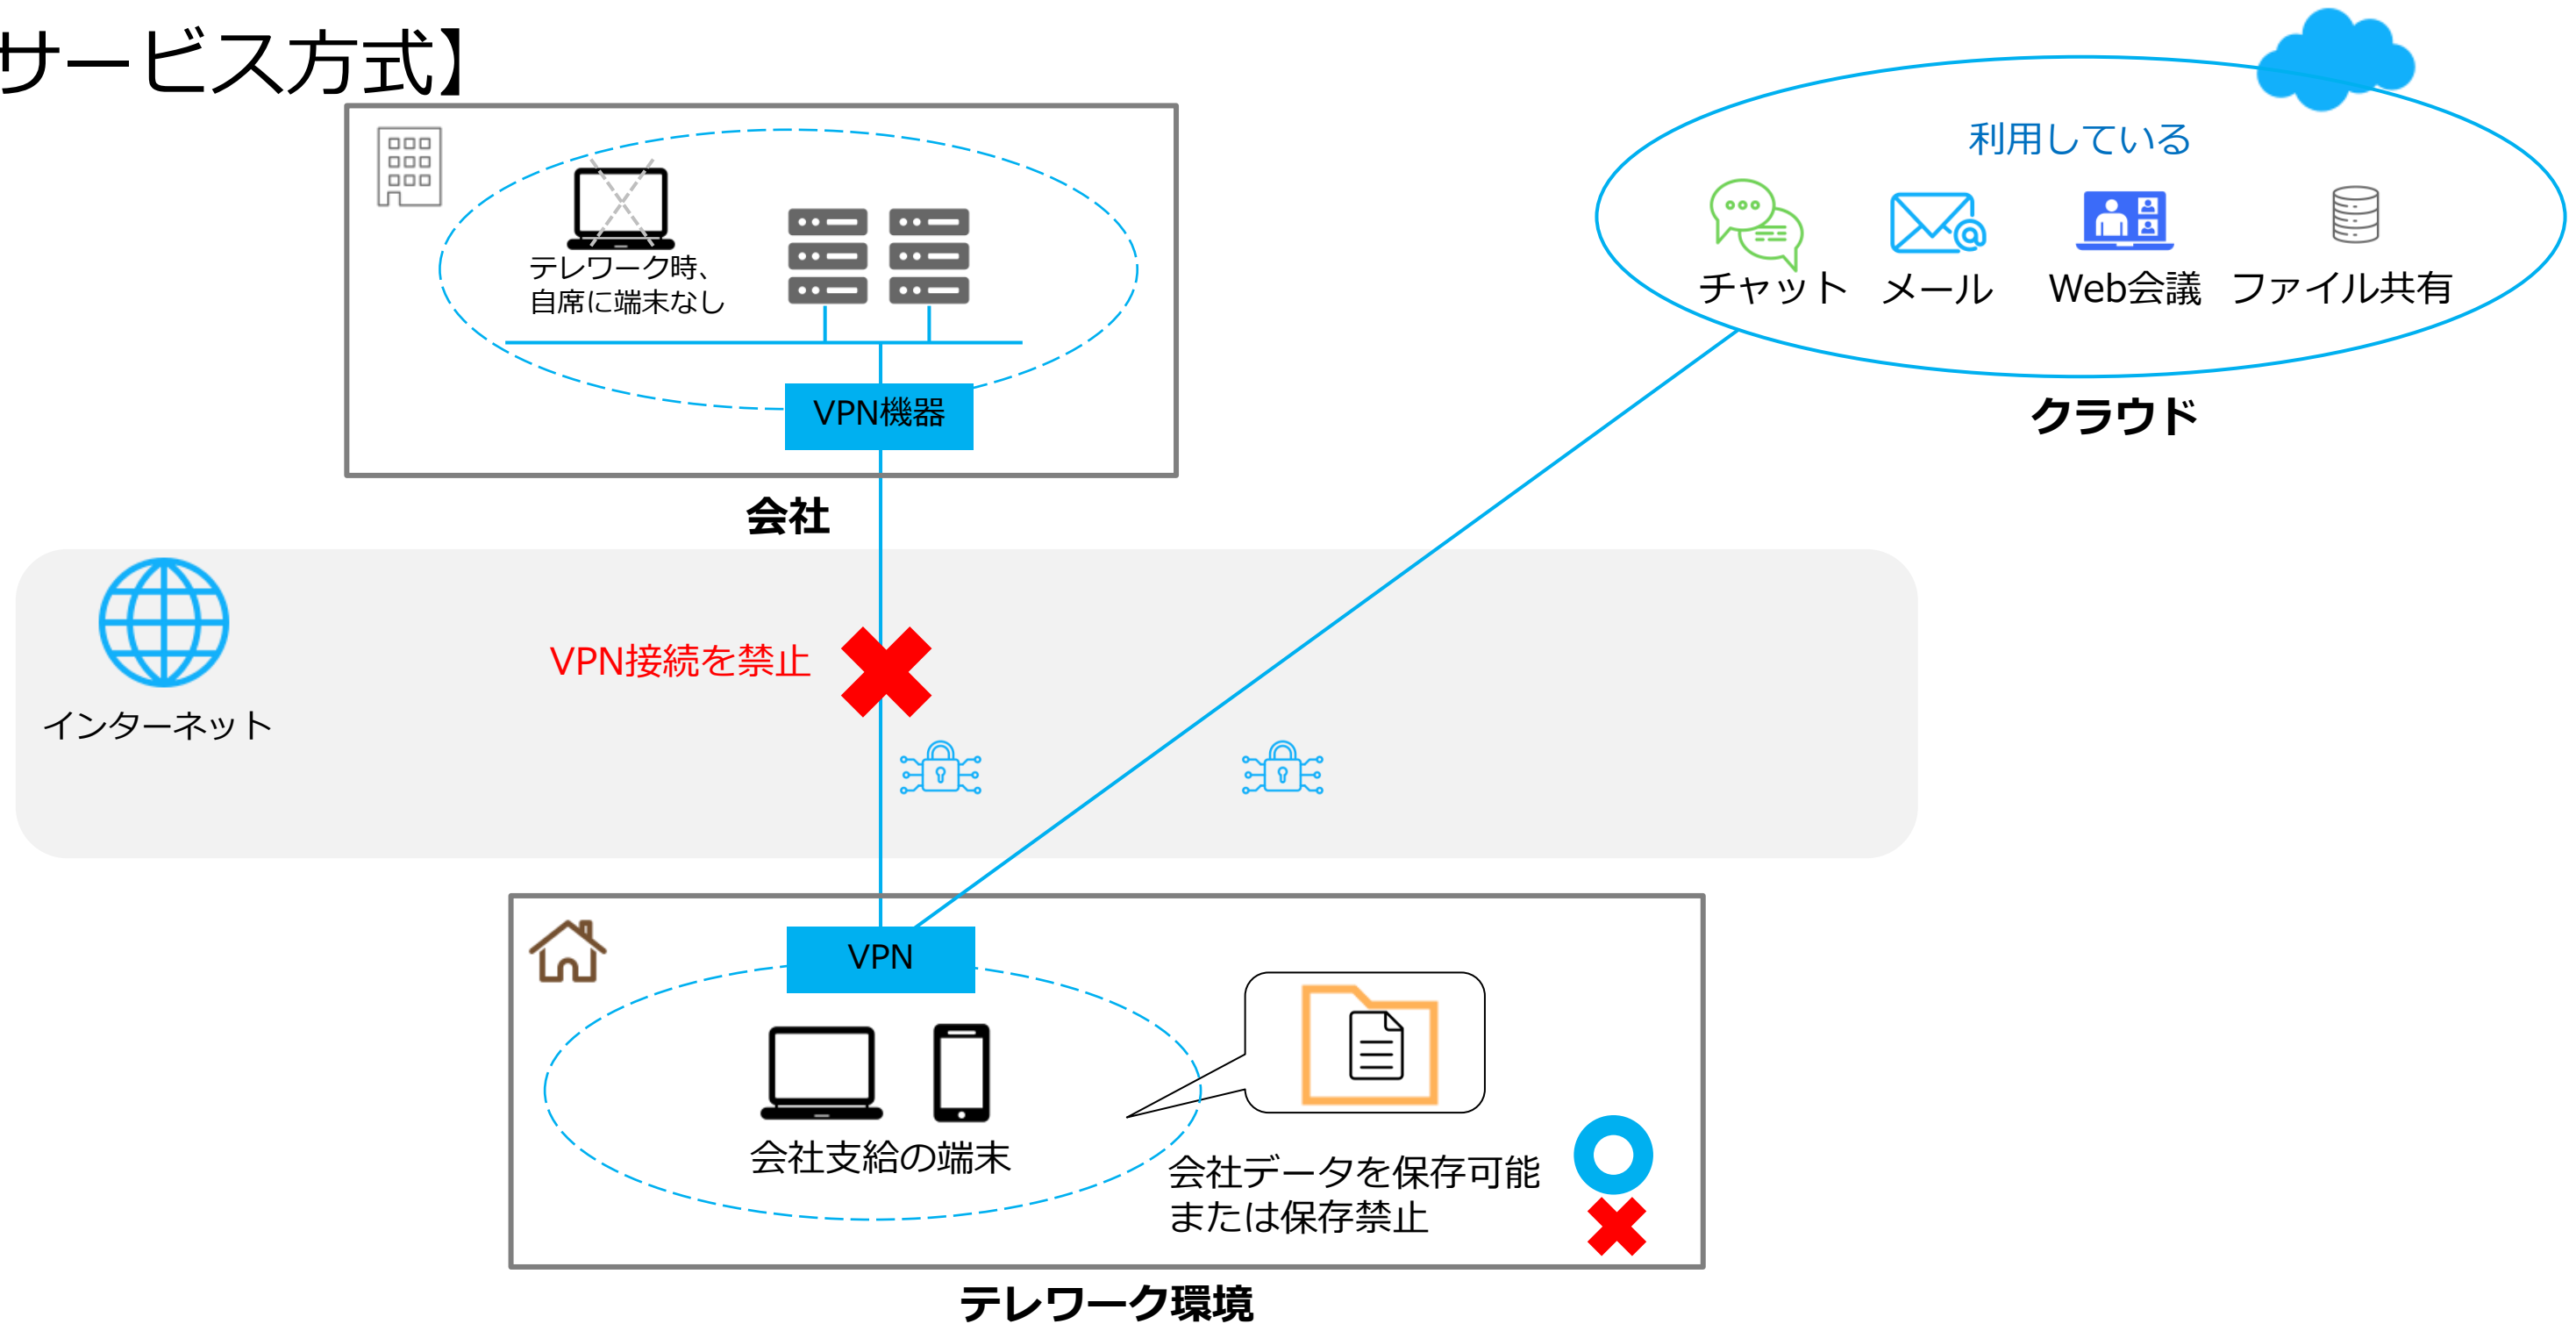 サービス方式】
利用している
チャット
メール
Web会議
ファイル共有
クラウド
テレワーク時、
自席に端末なし
VPN機器
会社
VPN接続を禁止
インターネット
VPN
会社支給の端末
会社データを保存可能
または保存禁止
テレワーク環境